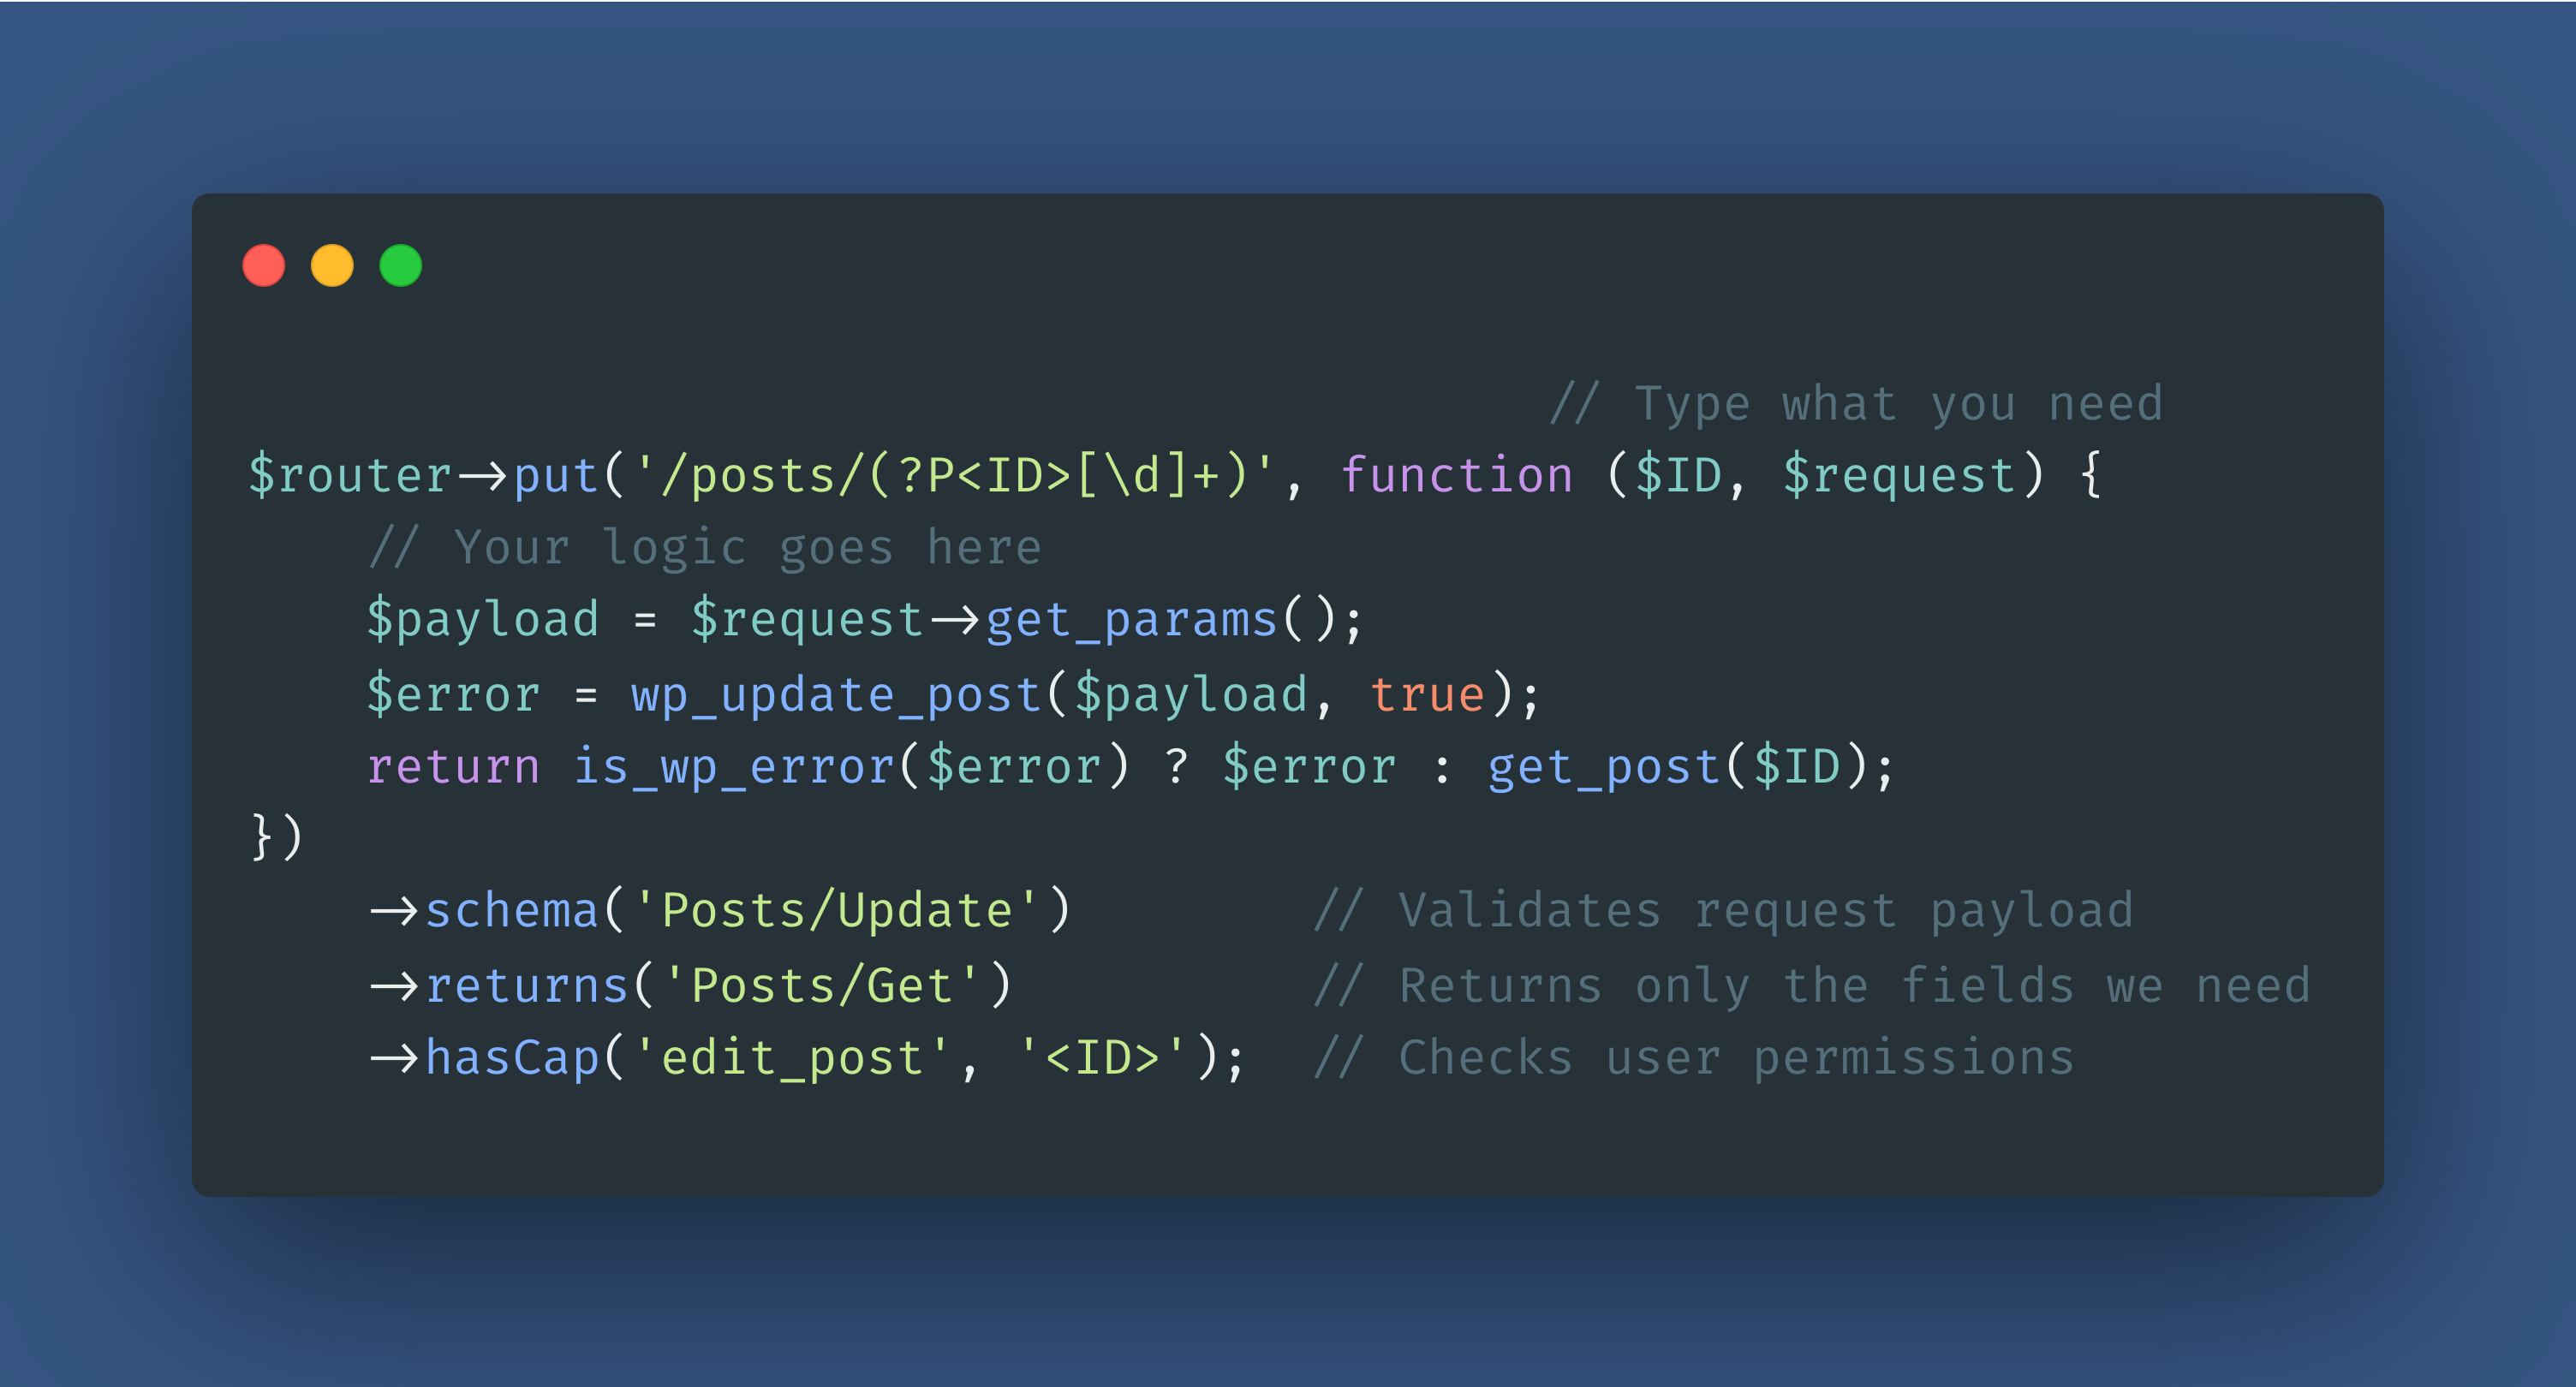 // Type what you need
$router->put('/posts/(?P<ID>[\d]+)', function ($ID, $request) {
// Your logic goes here
$payload = $request->get_params();
$error = wp_update_post($payload, true);
return is_wp_error($error) ? $error : get_post($ID);
})
->schema('Posts/Update') // Validates request payload
->returns('Posts/Get') // Returns only the fields we need
->hasCap('edit_post', '<ID>'); // Checks user permissions